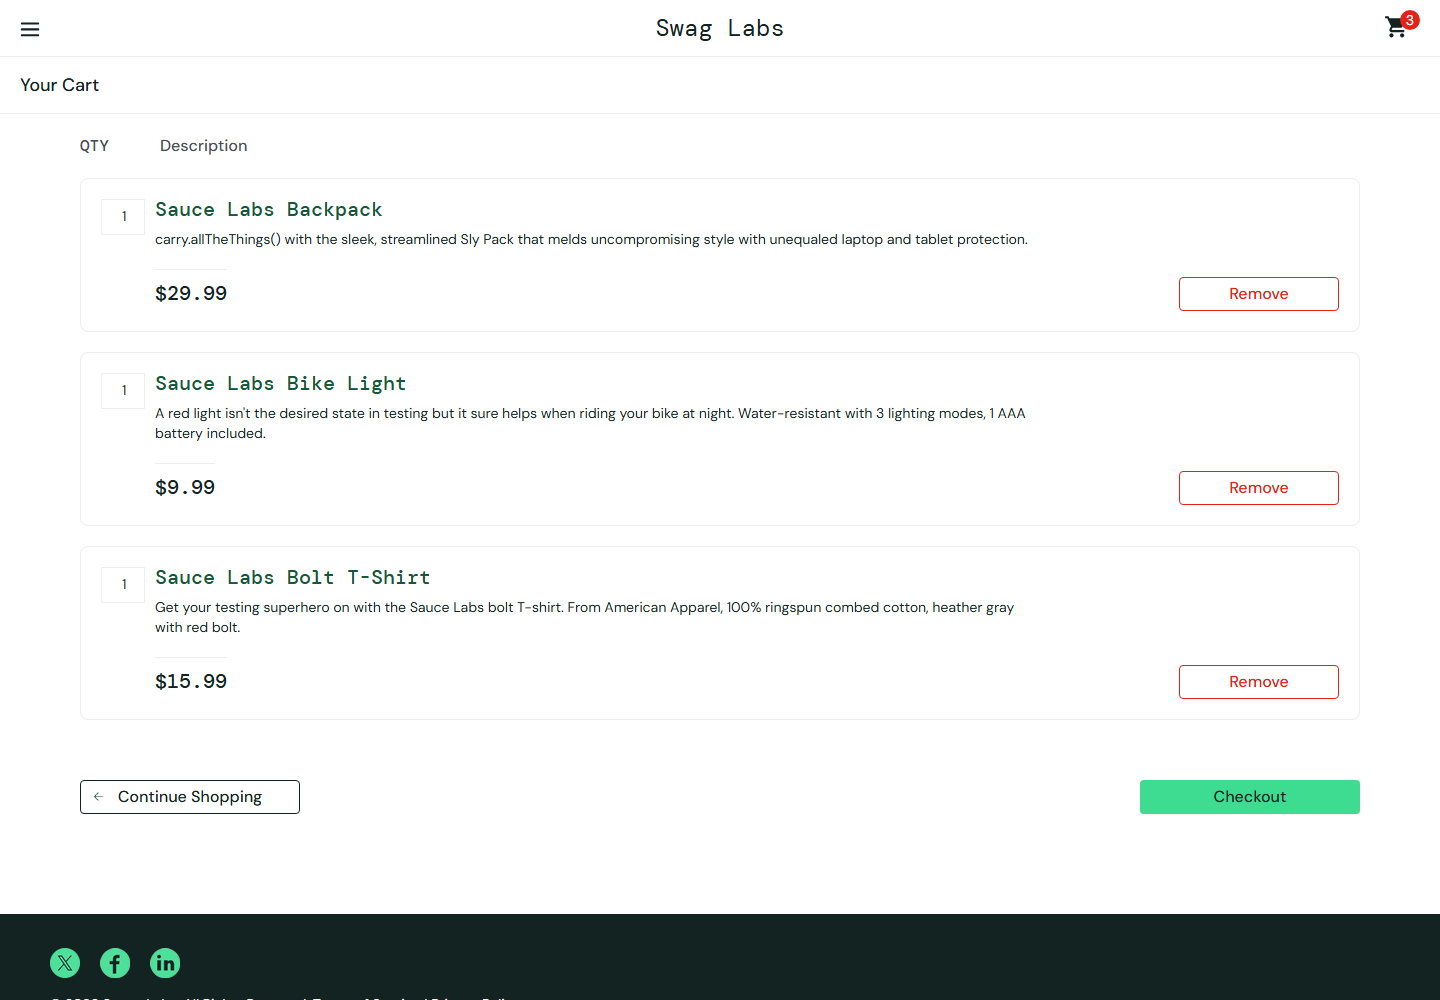 Swag Labs
3
Your Cart
QTY Description
1 Sauce Labs Backpack
carry.allTheThings() with the sleek, streamlined Sly Pack that melds uncompromising style with unequaled laptop and tablet protection.
$29.99 Remove
1 Sauce Labs Bike Light
A red light isn't the desired state in testing but it sure helps when riding your bike at night. Water-resistant with 3 lighting modes, 1 AAA
battery included.
$9.99 Remove
1 Sauce Labs Bolt T-Shirt
Get your testing superhero on with the Sauce Labs bolt T-shirt. From American Apparel, 100% ringspun combed cotton, heather gray
with red bolt.
$15.99 Remove
Continue Shopping Checkout